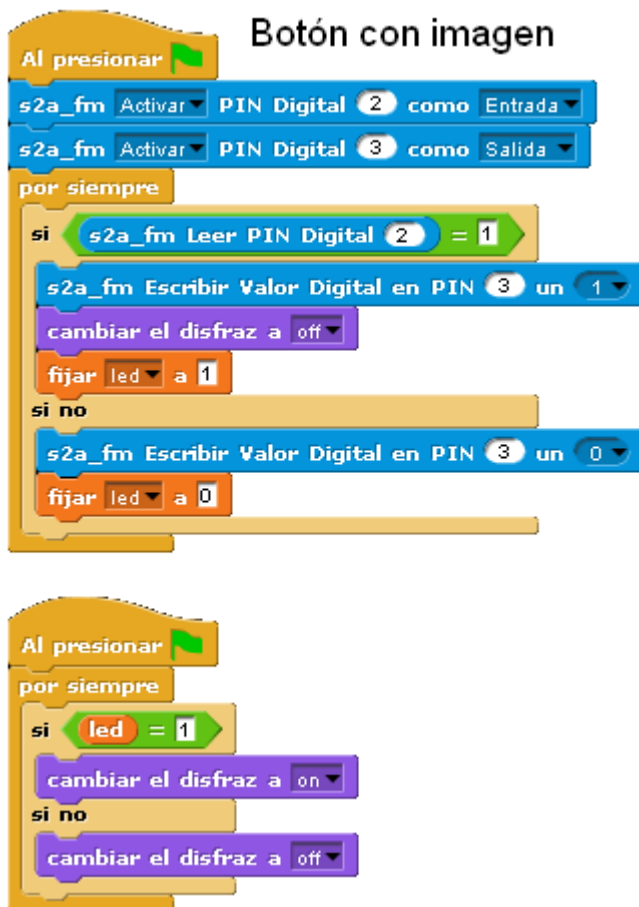 Botón con imagen
Al presionar
s2a_fm Activar PIN Digital 2 como Entrada
s2a_fm Activar PIN Digital 3 como Salida
por siempre
si s2a_fm Leer PIN Digital 2 = 1
s2a_fm Escribir Valor Digital en PIN 3 un 1
cambiar el disfraz a off
fijar led a 1
si no
s2a_fm Escribir Valor Digital en PIN 3 un 0
fijar led a 0
Al presionar
por siempre
si led = 1
cambiar el disfraz a on
si no
cambiar el disfraz a off